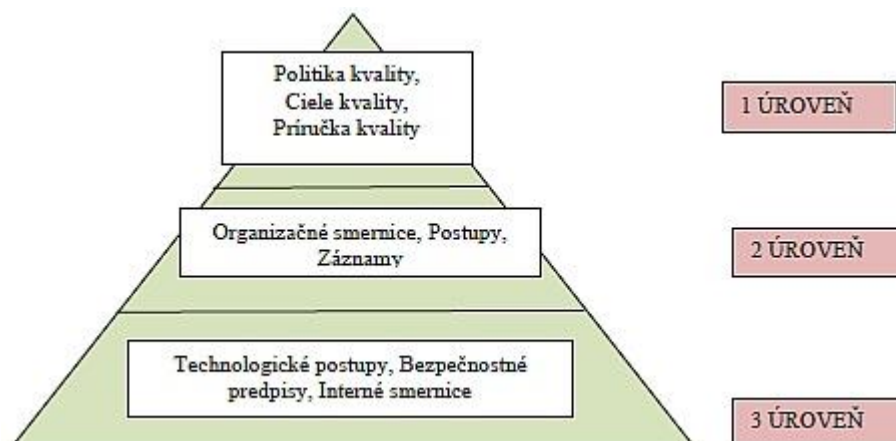 Politika kvality,
Ciele kvality,
Príručka kvality
1 ÚROVEŇ
Organizačné smernice, Postupy,
Záznamy
2 ÚROVEŇ
Technologické postupy, Bezpečnostné
predpisy, Interné smernice
3 ÚROVEŇ